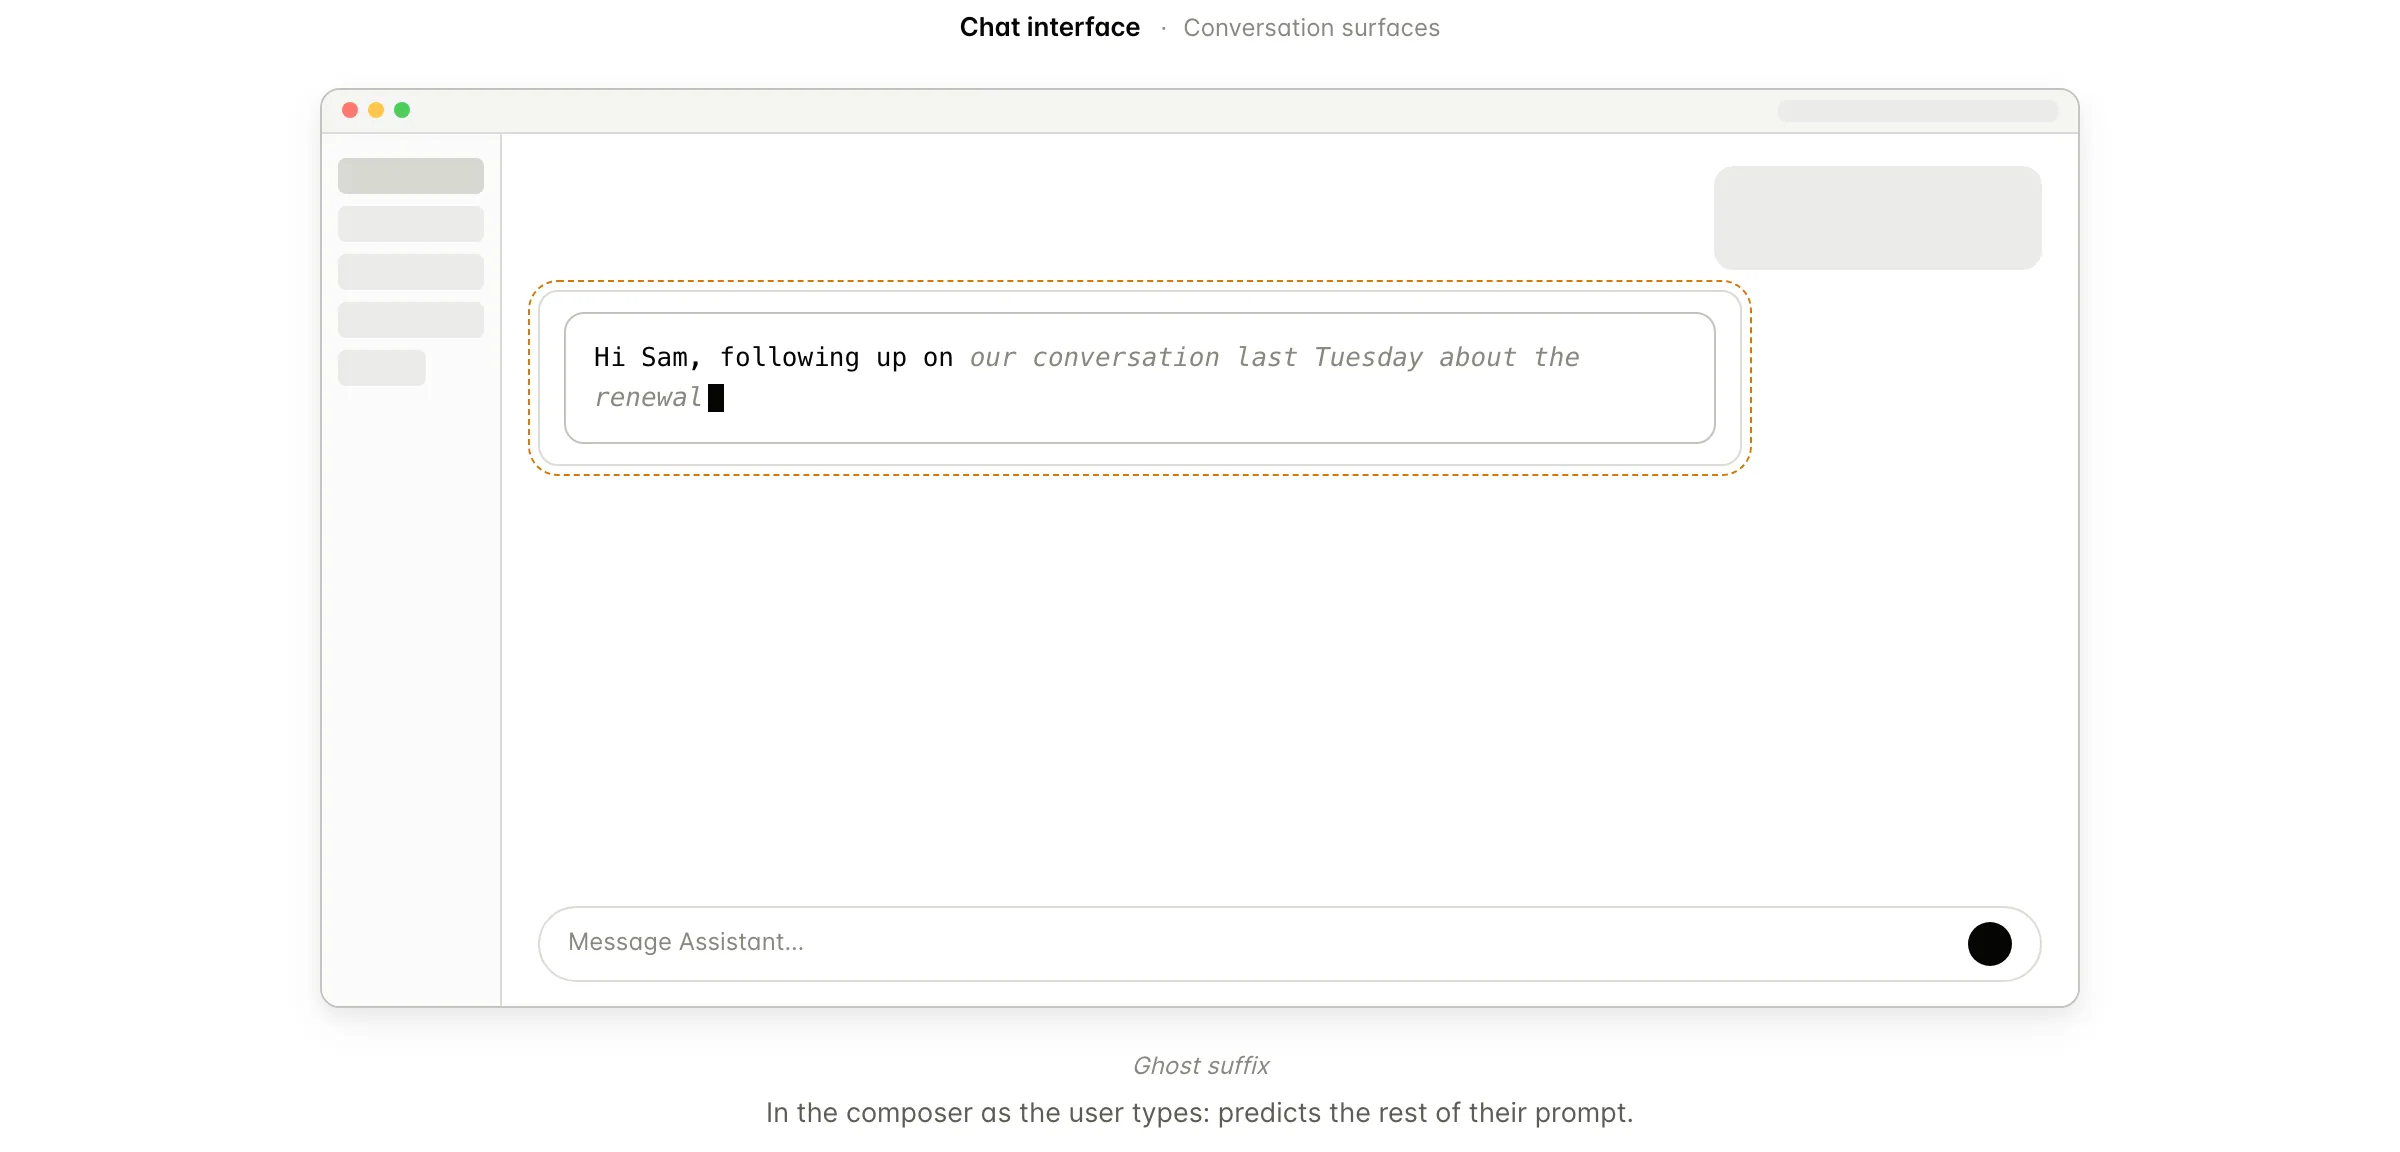 Chat interface · Conversation surfaces
Hi Sam, following up on our conversation last Tuesday about the
renewal
Message Assistant...
Ghost suffix
In the composer as the user types: predicts the rest of their prompt.